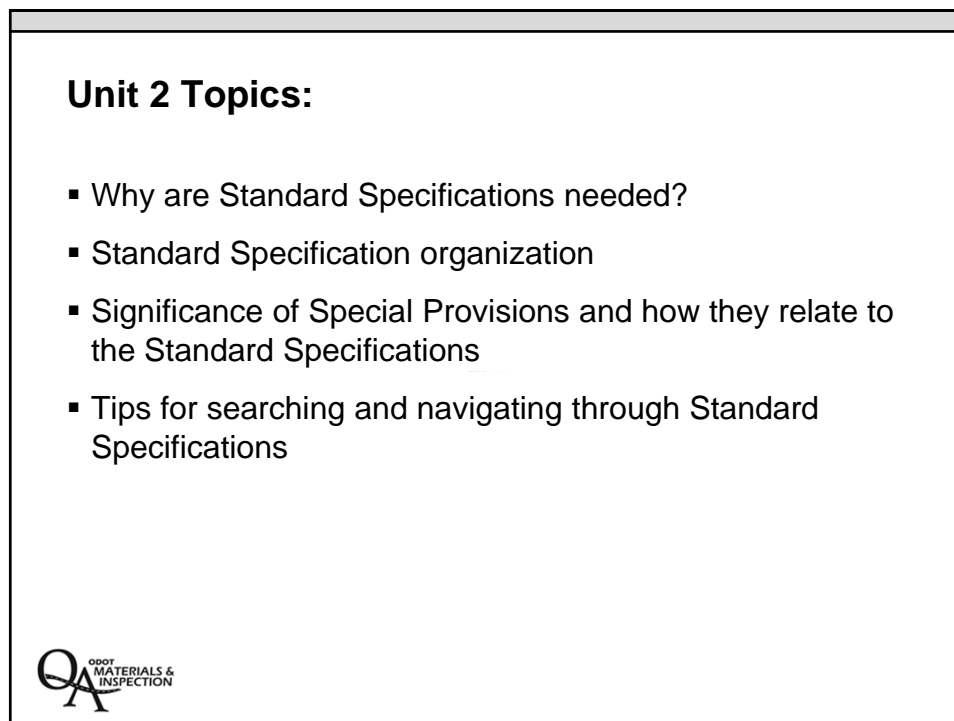 Unit 2 Topics:
▪ Why are Standard Specifications needed?
▪ Standard Specification organization
▪ Significance of Special Provisions and how they relate to
the Standard Specifications
▪ Tips for searching and navigating through Standard
Specifications
QA
ODOT
MATERIALS &
INSPECTION